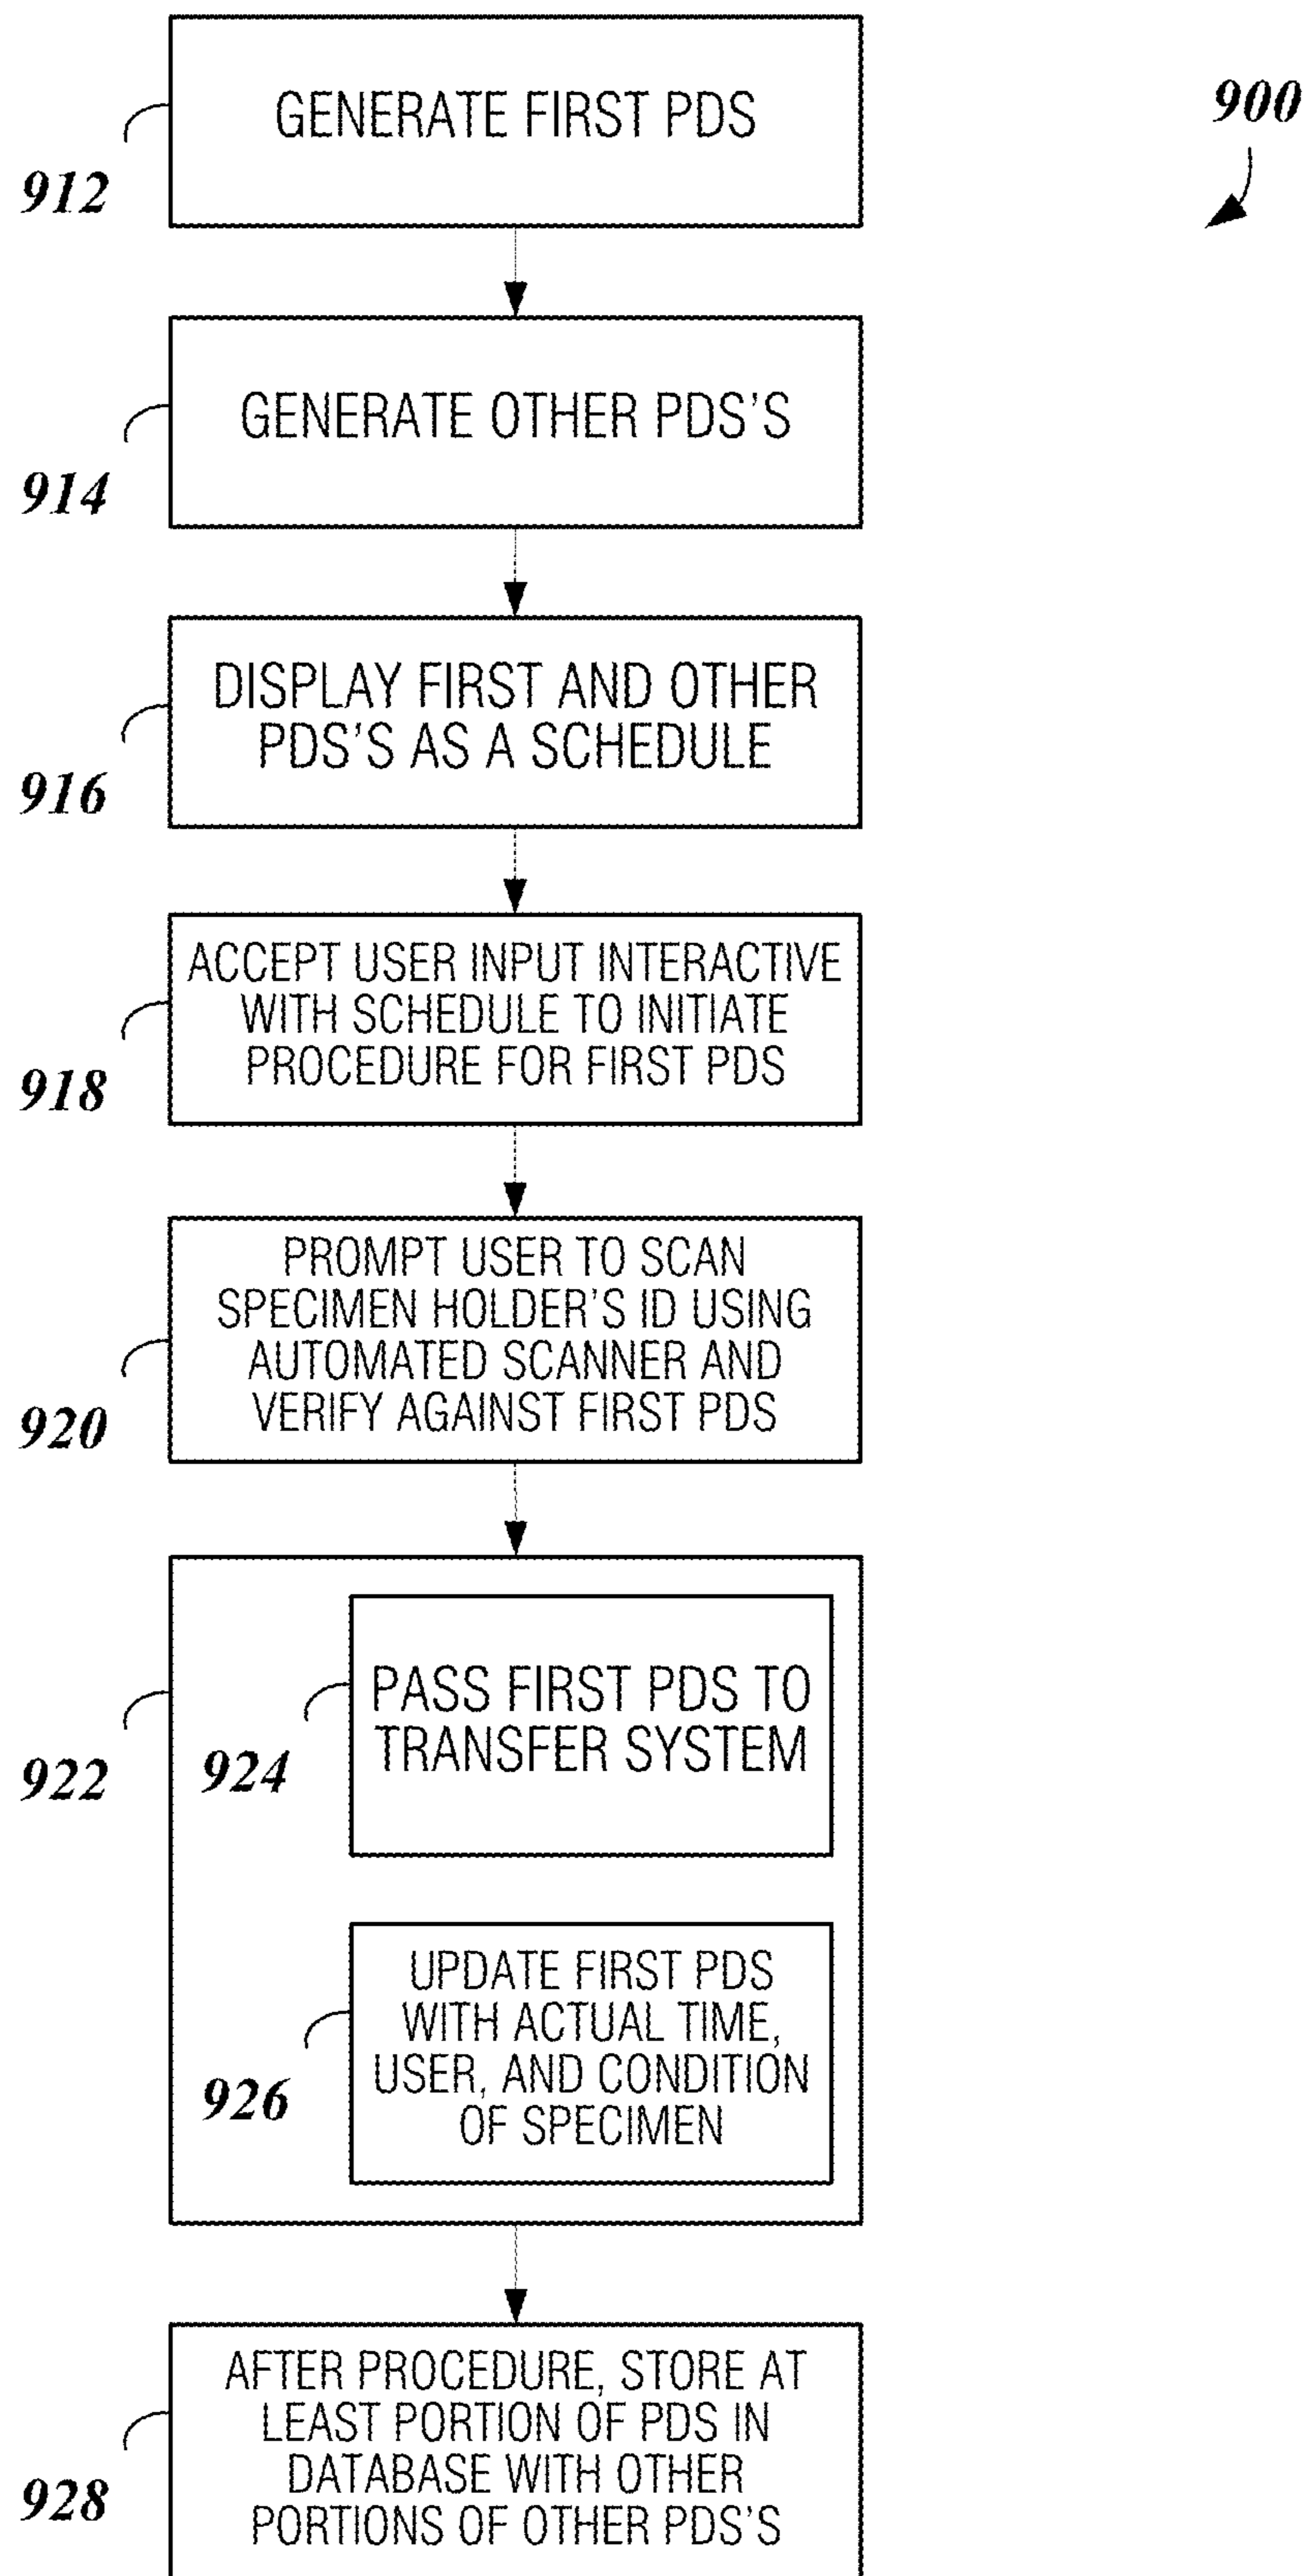 GENERATE FIRST PDS
900
912
GENERATE OTHER PDS'S
914
DISPLAY FIRST AND OTHER
PDS'S AS A SCHEDULE
916
ACCEPT USER INPUT INTERACTIVE
WITH SCHEDULE TO INITIATE
PROCEDURE FOR FIRST PDS
918
PROMPT USER TO SCAN
SPECIMEN HOLDER'S ID USING
AUTOMATED SCANNER AND
VERIFY AGAINST FIRST PDS
920
PASS FIRST PDS TO
TRANSFER SYSTEM
922
924
UPDATE FIRST PDS
WITH ACTUAL TIME,
USER, AND CONDITION
OF SPECIMEN
926
AFTER PROCEDURE, STORE AT
LEAST PORTION OF PDS IN
DATABASE WITH OTHER
PORTIONS OF OTHER PDS'S
928